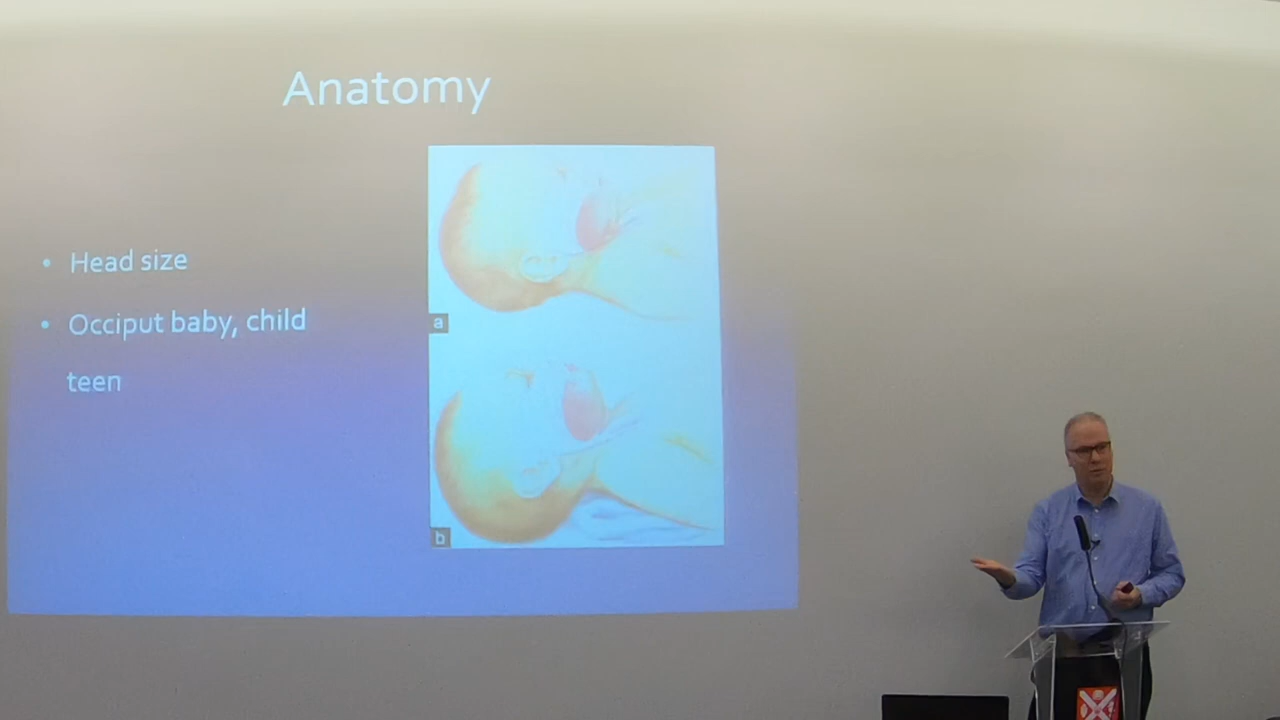 Anatomy
• Head size
• Occiput baby, child
teen
a
b